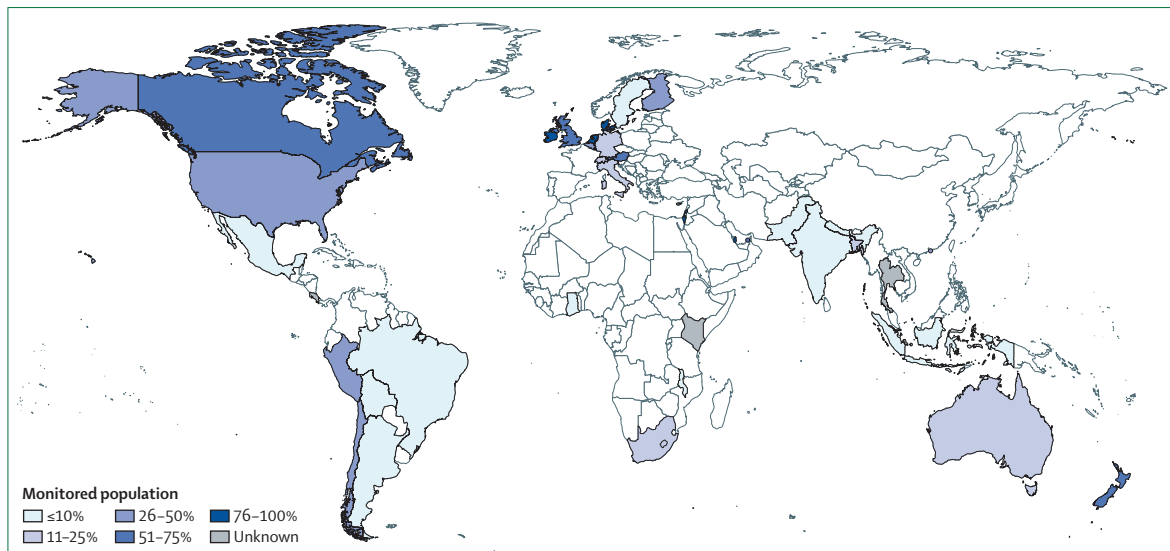 Monitored population
≤10% 26–50% 76–100%
11–25% 51–75% Unknown